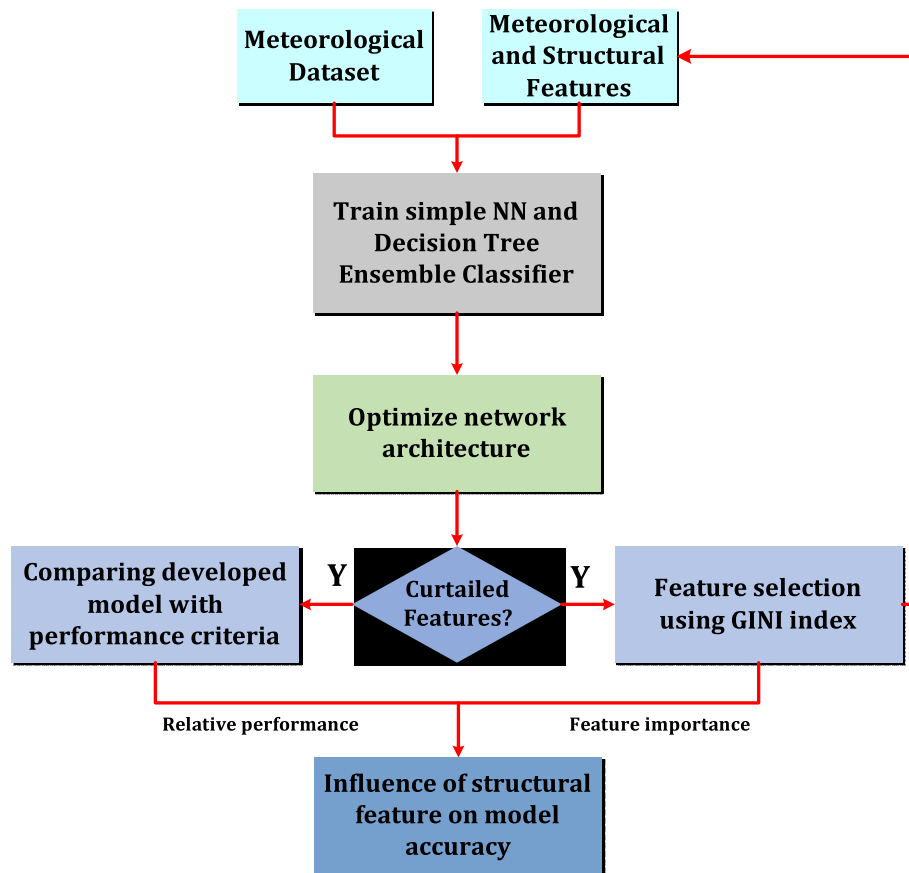 Meteorological
Dataset
Meteorological
and Structural
Features
Train simple NN and
Decision Tree
Ensemble Classifier
Optimize network
architecture
Comparing developed
model with
performance criteria
Y
Curtailed
Features?
Y
Feature selection
using GINI index
Relative performance
Feature importance
Influence of structural
feature on model
accuracy